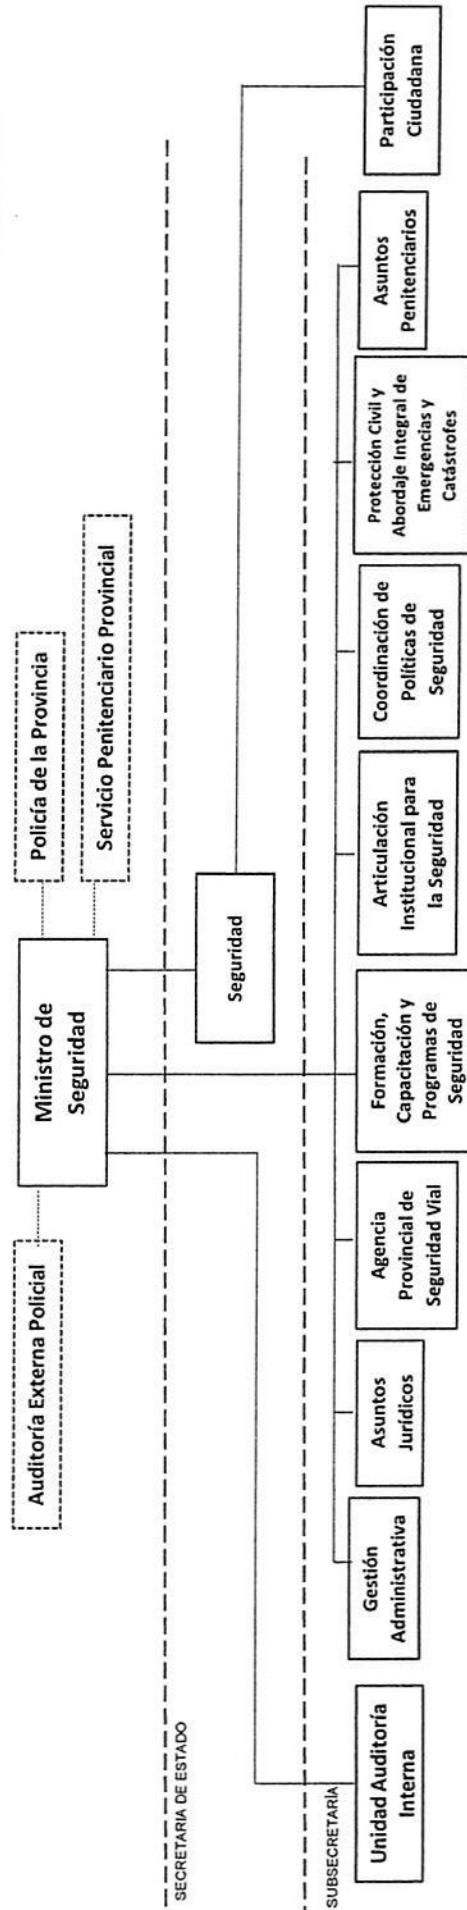 Auditoría Externa Policial
Ministro de
Seguridad
Policía de la Provincia
Servicio Penitenciario Provincial
SECRETARIA DE ESTADO
Seguridad
SUBSECRETARÍA
Unidad Auditoría
Interna
Gestión
Administrativa
Asuntos
Jurídicos
Agencia
Provincial de
Seguridad Vial
Formación,
Capacitación y
Programas de
Seguridad
Articulación
Institucional para
la Seguridad
Coordinación de
Políticas de
Seguridad
Protección Civil y
Abordaje Integral de
Emergencias y
Catástrofes
Asuntos
Penitenciarios
Participación
Ciudadana